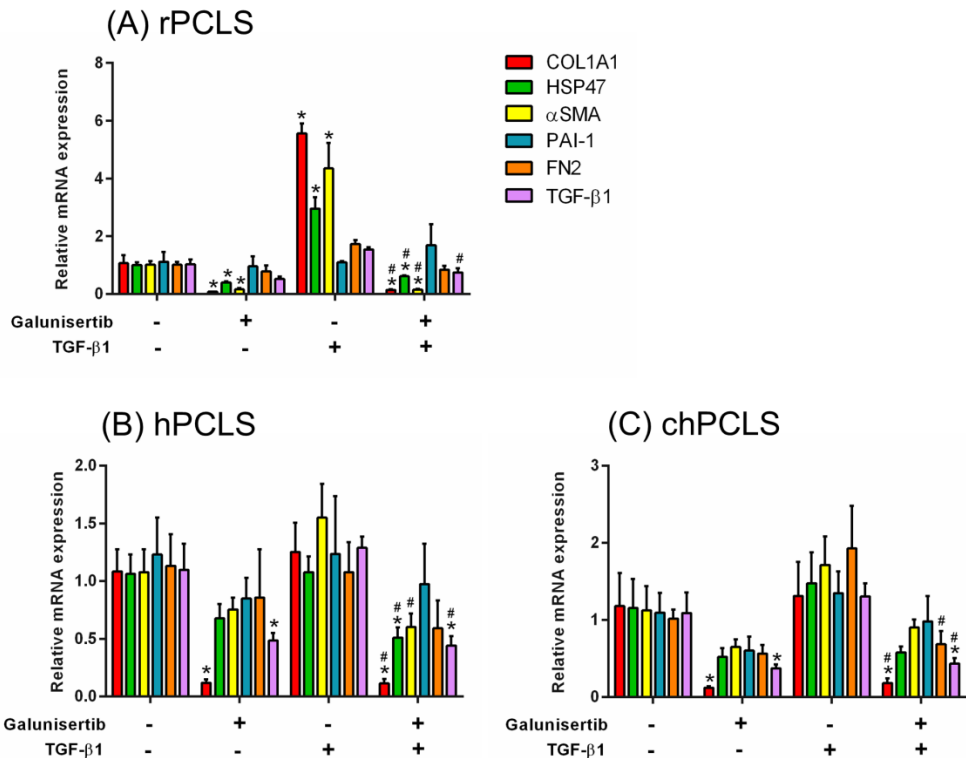 (A) rPCLS
Relative mRNA expression
8
6
4
2
0
* * *
* * *
# * # * # * #
Galunisertib - + - +
TGF-β1 - - + +
COL1A1
HSP47
αSMA
PAI-1
FN2
TGF-β1
(B) hPCLS
Relative mRNA expression
2.0
1.5
1.0
0.5
0.0
* *
# * # * # # *
Galunisertib - + - +
TGF-β1 - - + +
(C) chPCLS
Relative mRNA expression
3
2
1
0
* *
# * # # *
Galunisertib - + - +
TGF-β1 - - + +